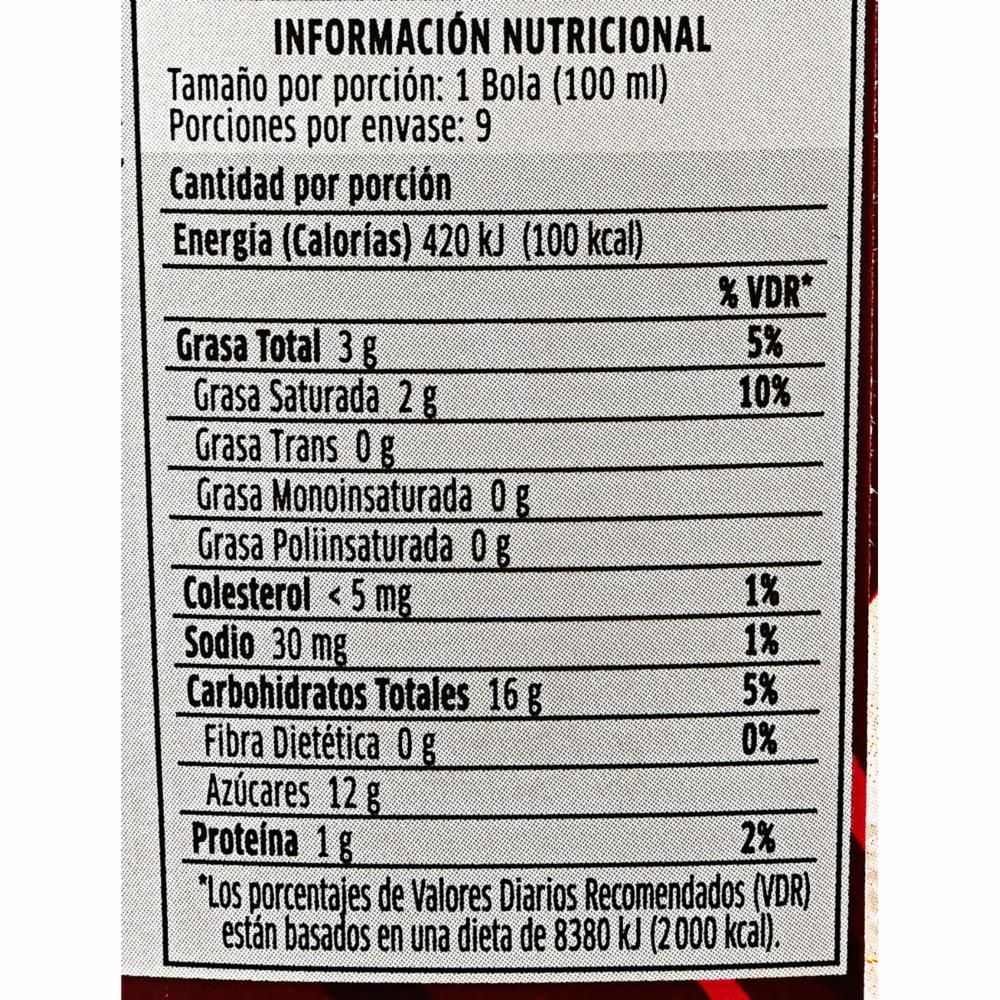 INFORMACIÓN NUTRICIONAL
Tamaño por porción: 1 Bola (100 ml)
Porciones por envase: 9
Cantidad por porción
Energía (Calorías) 420 kJ (100 kcal)
% VDR*
Grasa Total 3 g 5%
Grasa Saturada 2 g 10%
Grasa Trans 0 g
Grasa Monoinsaturada 0 g
Grasa Poliinsaturada 0 g
Colesterol < 5 mg 1%
Sodio 30 mg 1%
Carbohidratos Totales 16 g 5%
Fibra Dietética 0 g 0%
Azúcares 12 g
Proteína 1 g 2%
*Los porcentajes de Valores Diarios Recomendados (VDR)
están basados en una dieta de 8380 kJ (2000 kcal).